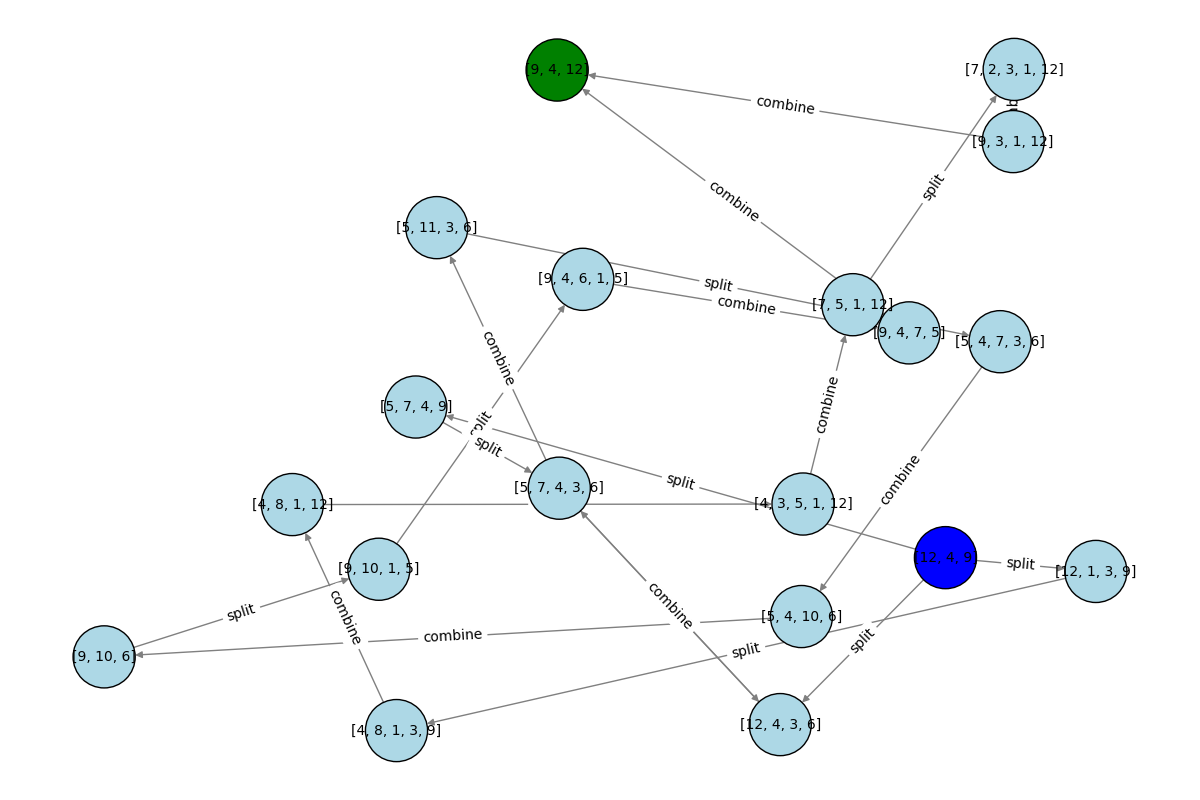 [9, 4, 12]
[7, 2, 3, 1, 12]
combine
[9, 3, 1, 12]
split
combine
[5, 11, 3, 6]
[9, 4, 6, 1, 5]
split
combine
[7, 5, 1, 12]
[9, 4, 7, 5]
[5, 4, 7, 3, 6]
combine
[5, 7, 4, 9]
combine
split
split
split
combine
[5, 7, 4, 3, 6]
[4, 8, 1, 12]
[4, 3, 5, 1, 12]
[12, 4, 9]
split
[9, 10, 1, 5]
[12, 1, 3, 9]
combine
split
combine
[5, 4, 10, 6]
combine
split
split
[9, 10, 6]
[4, 8, 1, 3, 9]
[12, 4, 3, 6]